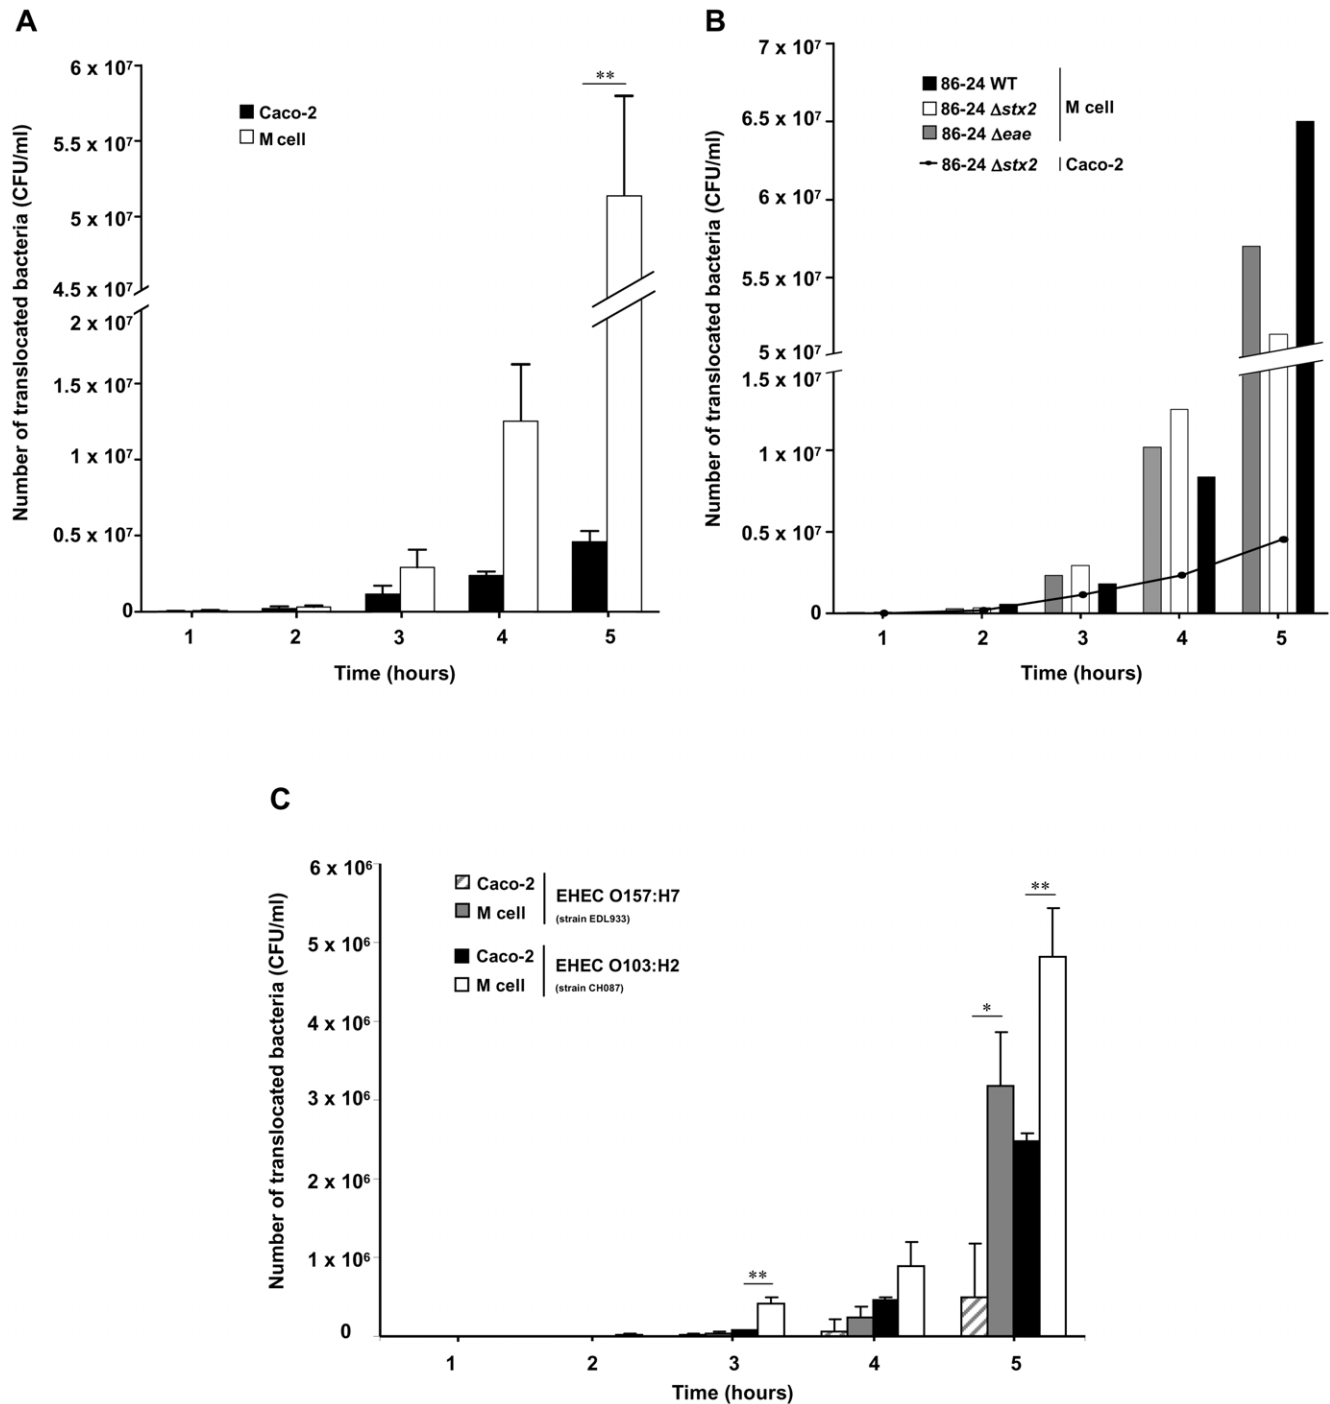 A
Number of translocated bacteria (CFU/ml)
6 x 10⁷
5.5 x 10⁷
5 x 10⁷
4.5 x 10⁷
2 x 10⁷
1.5 x 10⁷
1 x 10⁷
0.5 x 10⁷
0
Caco-2
M cell
**
1 2 3 4 5
Time (hours)
B
Number of translocated bacteria (CFU/ml)
7 x 10⁷
6.5 x 10⁷
6 x 10⁷
5.5 x 10⁷
5 x 10⁷
1.5 x 10⁷
1 x 10⁷
0.5 x 10⁷
0
86-24 WT
86-24 Δstx2
86-24 Δeae
M cell
86-24 Δstx2 Caco-2
1 2 3 4 5
Time (hours)
C
Number of translocated bacteria (CFU/ml)
6 x 10⁶
5 x 10⁶
4 x 10⁶
3 x 10⁶
2 x 10⁶
1 x 10⁶
0
Caco-2
M cell
EHEC O157:H7
(strain EDL933)
Caco-2
M cell
EHEC O103:H2
(strain CH087)
**
*
**
1 2 3 4 5
Time (hours)